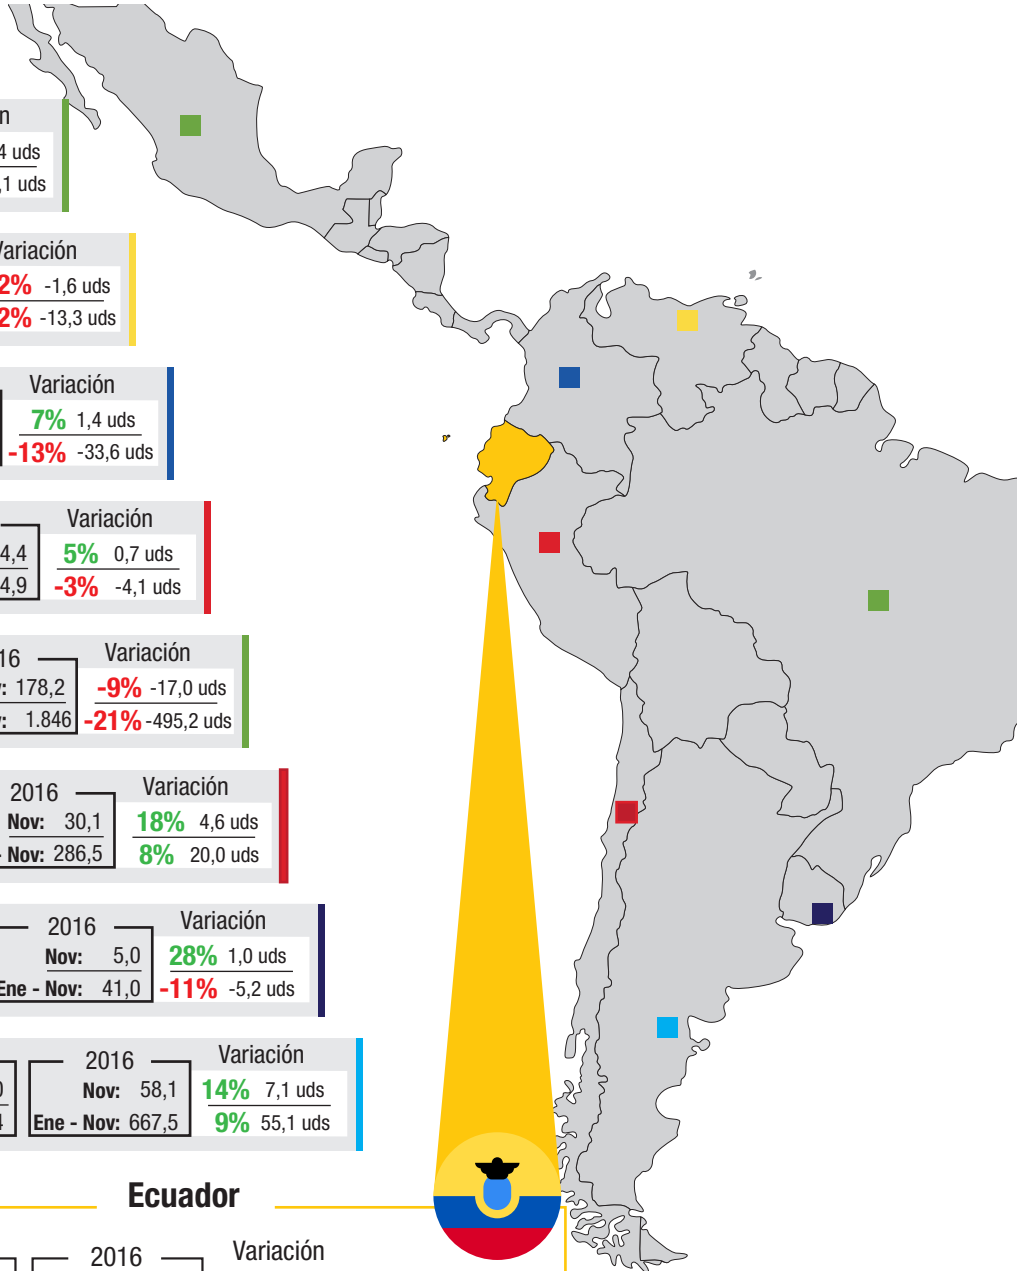 4 uds
,1 uds
Variación
2% -1,6 uds
2% -13,3 uds
Variación
7% 1,4 uds
-13% -33,6 uds
Variación
4,4 5% 0,7 uds
4,9 -3% -4,1 uds
16 Variación
: 178,2 -9% -17,0 uds
: 1.846 -21% -495,2 uds
2016 Variación
Nov: 30,1 18% 4,6 uds
- Nov: 286,5 8% 20,0 uds
2016 Variación
Nov: 5,0 28% 1,0 uds
Ene - Nov: 41,0 -11% -5,2 uds
2016 Variación
Nov: 58,1 14% 7,1 uds
Ene - Nov: 667,5 9% 55,1 uds
Ecuador
2016 Variación